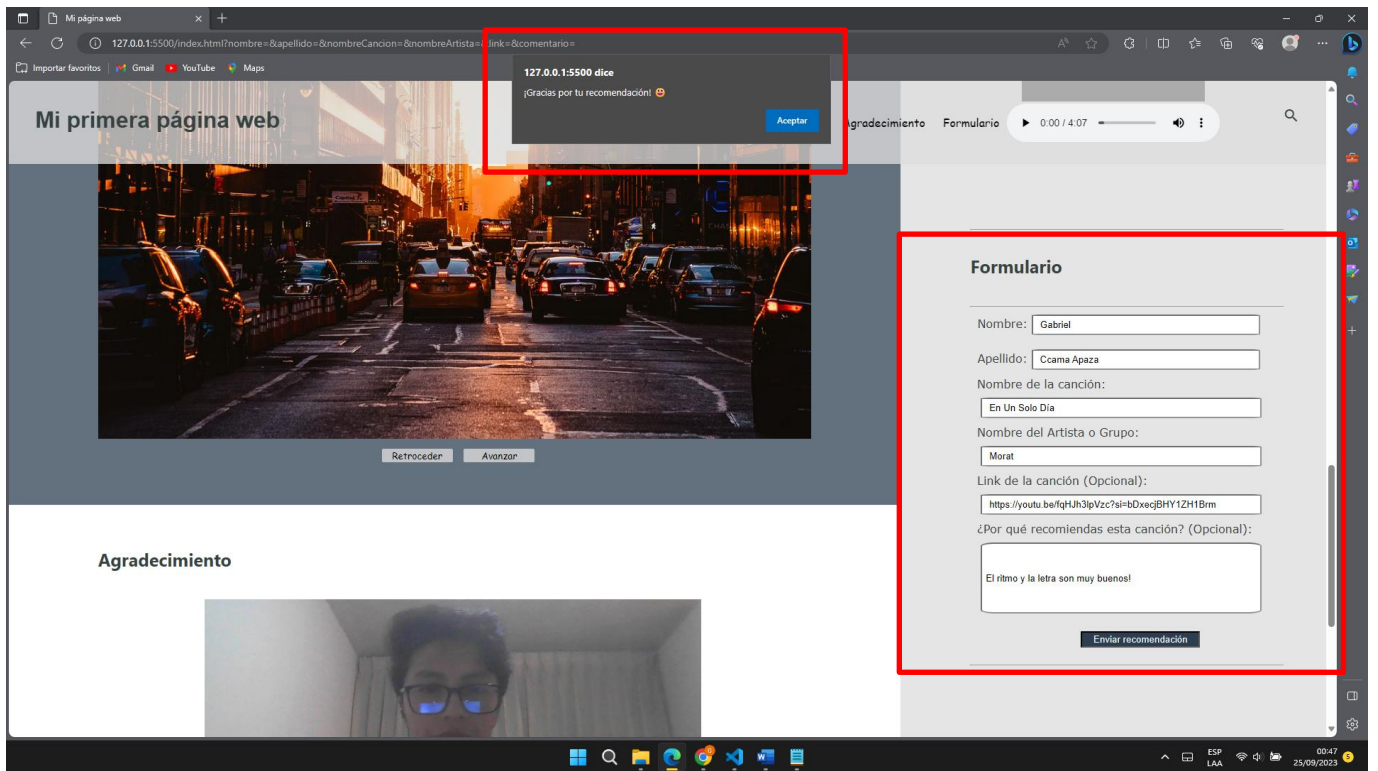 Mi página web
127.0.0.1:5500/index.html?nombre=&apellido=&nombreCancion=&nombreArtista=&link=&comentario=
Importar favoritos
Gmail
YouTube
Maps
127.0.0.1:5500 dice
¡Gracias por tu recomendación! 😃
Aceptar
Mi primera página web
Agradecimiento
Formulario
0:00 / 4:07
Retroceder
Avanzar
Agradecimiento
Formulario
Nombre: Gabriel
Apellido: Ccama Apaza
Nombre de la canción:
En Un Solo Día
Nombre del Artista o Grupo:
Morat
Link de la canción (Opcional):
https://youtu.be/fqHJh3lpVzc?si=bDxecjBHY1ZH1Brm
¿Por qué recomiendas esta canción? (Opcional):
El ritmo y la letra son muy buenos!
Enviar recomendación
ESP
LAA
00:47
25/09/2023
5